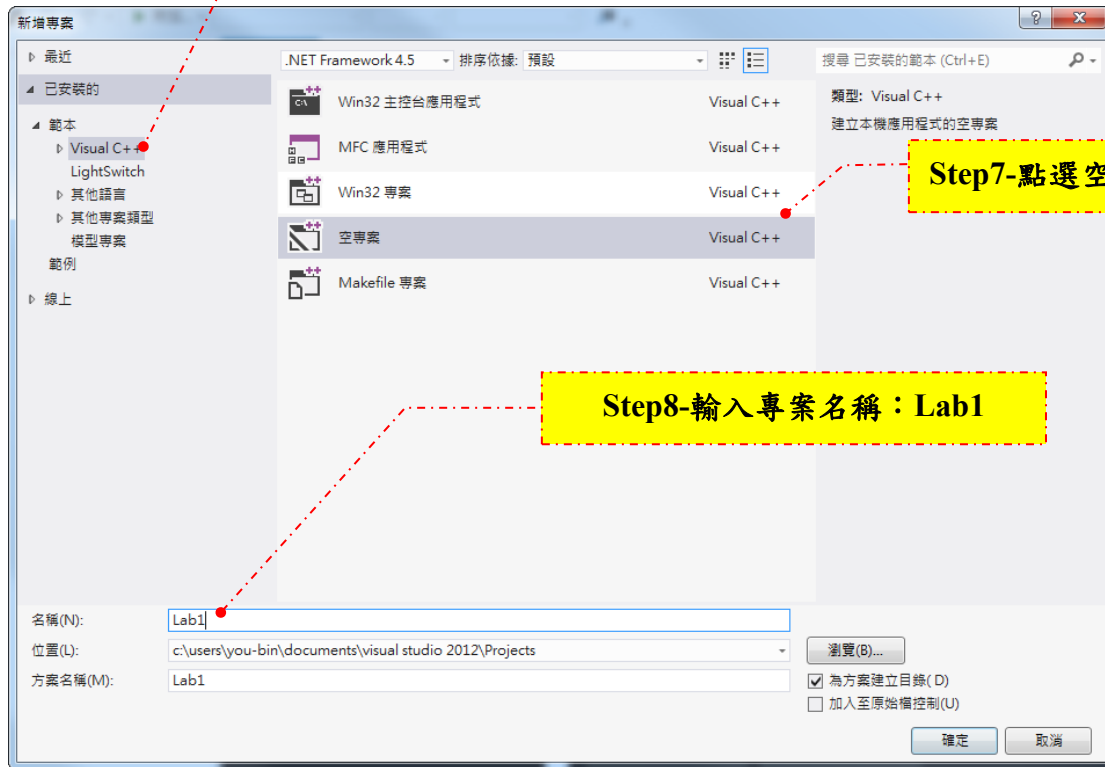 新增專案
最近
已安裝的
範本
Visual C++
LightSwitch
其他語言
其他專案類型
模型專案
範例
線上
.NET Framework 4.5 排序依據: 預設
Win32 主控台應用程式 Visual C++
MFC 應用程式 Visual C++
Win32 專案 Visual C++
空專案 Visual C++
Makefile 專案 Visual C++
搜尋 已安裝的範本 (Ctrl+E)
類型: Visual C++
建立本機應用程式的空專案
Step7-點選空
Step8-輸入專案名稱：Lab1
名稱(N): Lab1
位置(L): c:\users\you-bin\documents\visual studio 2012\Projects 瀏覽(B)...
方案名稱(M): Lab1
為方案建立目錄( D)
加入至原始檔控制(U)
確定 取消